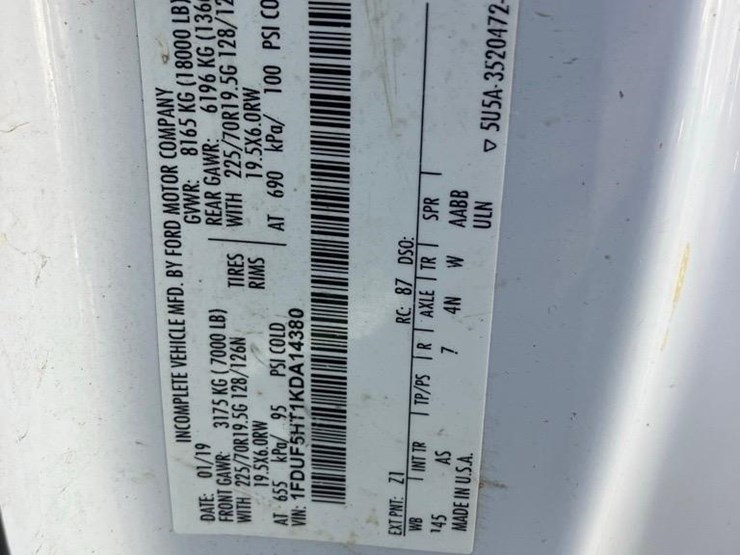 INCOMPLETE VEHICLE MFD. BY FORD MOTOR COMPANY
DATE: 01/19 GVWR: 8165 KG (18000 LB)
FRONT GAWR: 3175 KG (7000 LB) REAR GAWR: 6196 KG
WITH 225/70R19.5G 128/126N TIRES WITH 225/70R19.5G 128/12
19.5X6.0RW RIMS 19.5X6.0RW
AT 655 kPa/ 95 PSI COLD AT 690 kPa/ 100 PSI CO
VIN: 1FDUF5HT1KDA14380
EXT PNT: Z1 RC: 87 DSO:
WB INT TR TP/PS R AXLE TR SPR
145 AS 7 4N W AABB
MADE IN U.S.A. ULN
▽ 5U5A-3520472-